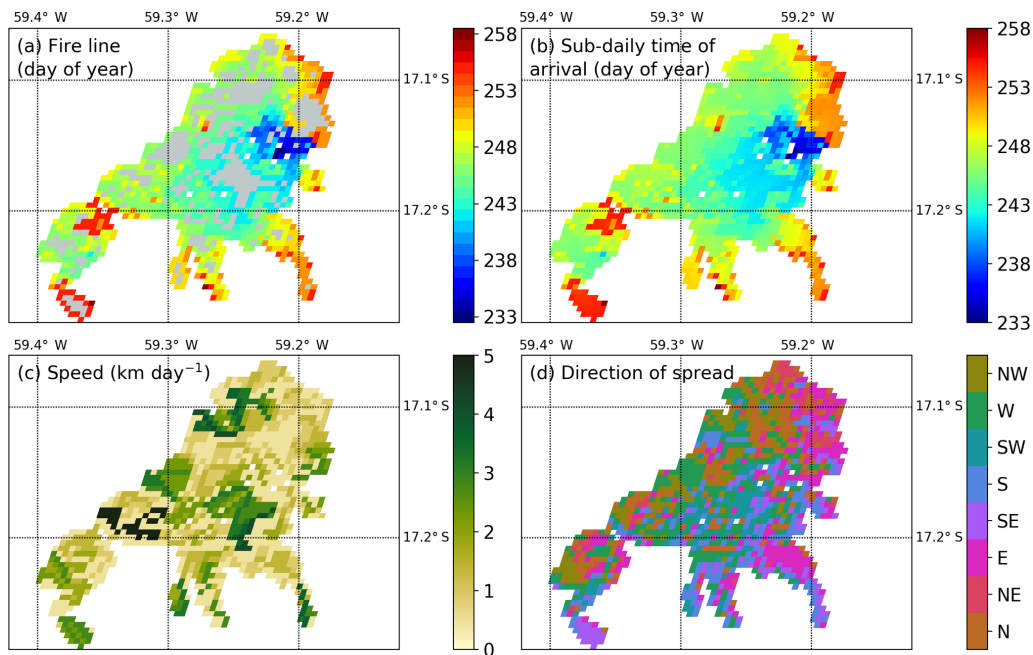 59.4° W 59.3° W 59.2° W
(a) Fire line
(day of year)
17.1° S
17.2° S
258
253
248
243
238
233
59.4° W 59.3° W 59.2° W
(b) Sub-daily time of
arrival (day of year)
17.1° S
17.2° S
258
253
248
243
238
233
59.4° W 59.3° W 59.2° W
(c) Speed (km day⁻¹)
17.1° S
17.2° S
5
4
3
2
1
0
59.4° W 59.3° W 59.2° W
(d) Direction of spread
17.1° S
17.2° S
NW
W
SW
S
SE
E
NE
N